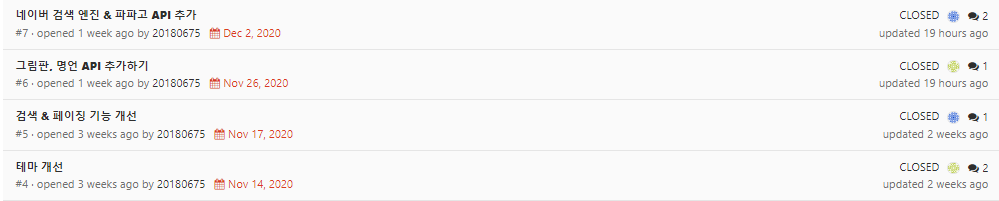 네이버 검색 엔진 & 파파고 API 추가 CLOSED 2
#7 · opened 1 week ago by 20180675 Dec 2, 2020 updated 19 hours ago
그림판, 명언 API 추가하기 CLOSED 1
#6 · opened 1 week ago by 20180675 Nov 26, 2020 updated 19 hours ago
검색 & 페이징 기능 개선 CLOSED 1
#5 · opened 3 weeks ago by 20180675 Nov 17, 2020 updated 2 weeks ago
테마 개선 CLOSED 2
#4 · opened 3 weeks ago by 20180675 Nov 14, 2020 updated 2 weeks ago